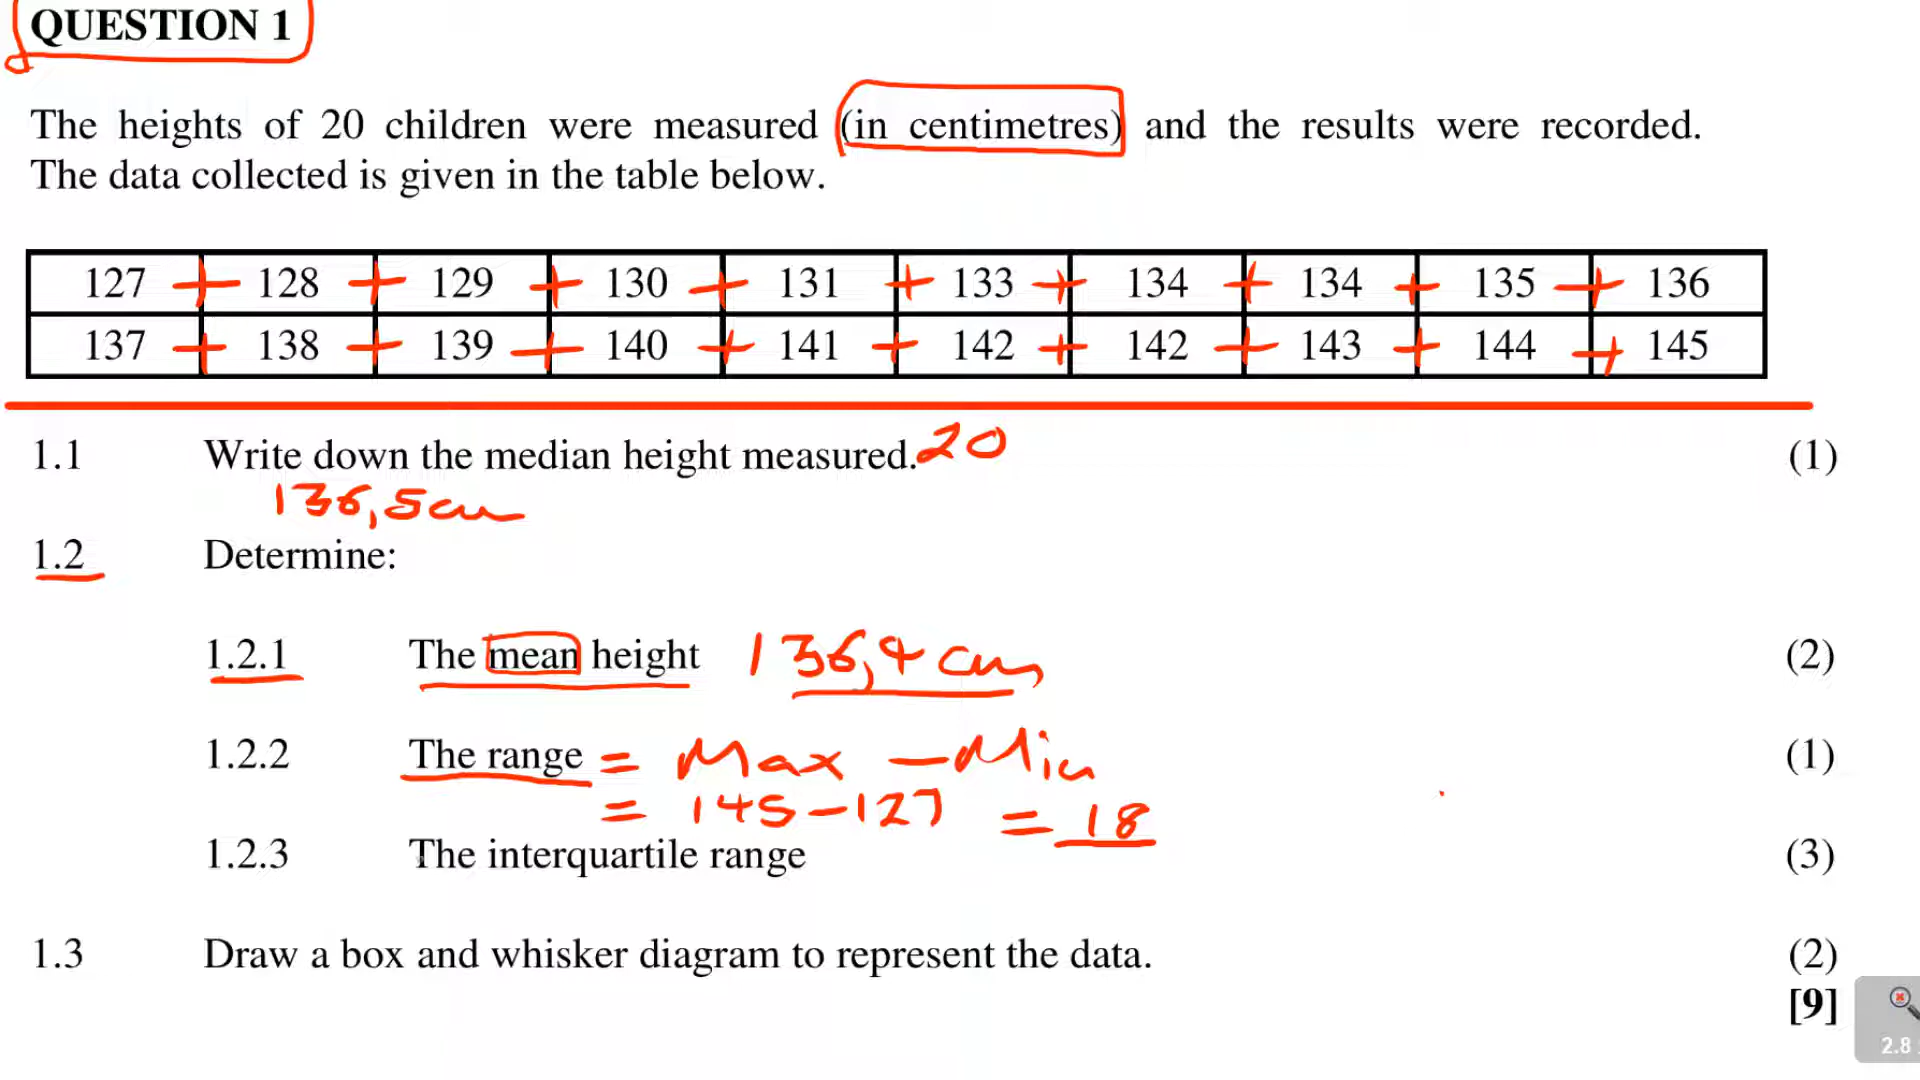 QUESTION 1
The heights of 20 children were measured (in centimetres) and the results were recorded.
The data collected is given in the table below.
127 + 128 + 129 + 130 + 131 + 133 + 134 + 134 + 135 + 136
137 + 138 + 139 + 140 + 141 + 142 + 142 + 143 + 144 + 145
1.1 Write down the median height measured. 20 (1)
136,5cm
1.2 Determine:
1.2.1 The mean height 136,4 cm (2)
1.2.2 The range = Max - Min (1)
= 145 - 127 = 18
1.2.3 The interquartile range (3)
1.3 Draw a box and whisker diagram to represent the data. (2)
[9]
2.8